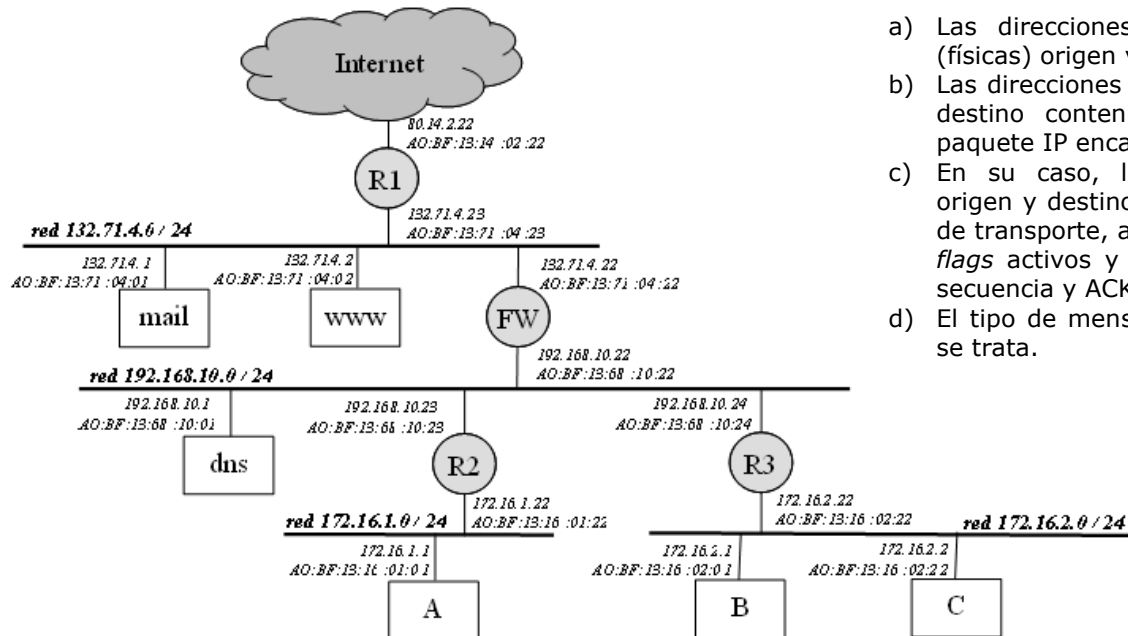 a) Las direcciones
(físicas) origen y
b) Las direcciones
destino conten
paquete IP enca
c) En su caso, l
origen y destino
de transporte, a
flags activos y
secuencia y ACK
d) El tipo de mens
se trata.
Internet
80.14.2.22
AO:BF:13:14 :02:22
R1
132.71.4.23
AO:BF:13:71 :04:23
red 132.71.4.0 / 24
132.71.4. 1
AO:BF:13:71 :04:01
mail
132.71.4. 2
AO:BF:13:71 :04:02
www
132.71.4.22
AO:BF:13:71 :04:22
FW
192.168.10.22
AO:BF:13:68 :10:22
red 192.168.10.0 / 24
192.168.10.1
AO:BF:13:68 :10:01
dns
192.168.10.23
AO:BF:13:68 :10:23
R2
172.16.1.22
AO:BF:13:16 :01:22
192.168.10.24
AO:BF:13:68 :10:24
R3
172.16.2.22
AO:BF:13:16 :02:22
red 172.16.1.0 / 24
172.16.1.1
AO:BF:13:16 :01:01
A
red 172.16.2.0 / 24
172.16.2.1
AO:BF:13:16 :02:01
B
172.16.2.2
AO:BF:13:16 :02:22
C